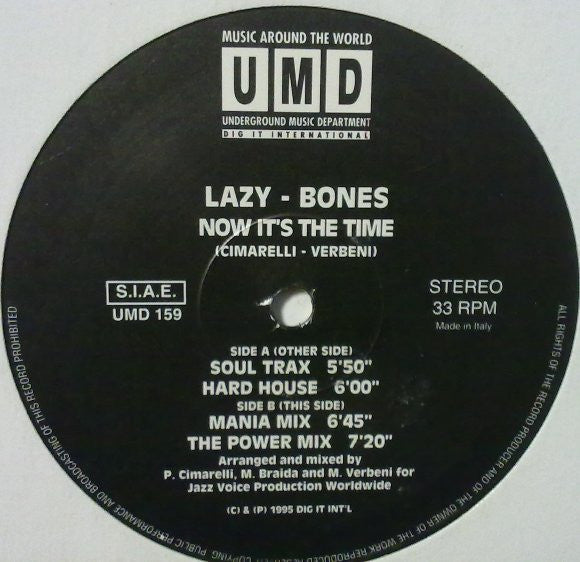 MUSIC AROUND THE WORLD
UMD
UNDERGROUND MUSIC DEPARTMENT
DIG IT INTERNATIONAL
LAZY - BONES
NOW IT'S THE TIME
(CIMARELLI - VERBENI)
S.I.A.E.
UMD 159
STEREO
33 RPM
Made in Italy
SIDE A (OTHER SIDE)
SOUL TRAX 5'50"
HARD HOUSE 6'00"
SIDE B (THIS SIDE)
MANIA MIX 6'45"
THE POWER MIX 7'20"
Arranged and mixed by
P. Cimarelli, M. Braida and M. Verbeni for
Jazz Voice Production Worldwide
(C) & (P) 1995 DIG IT INT'L
ALL RIGHTS OF THE RECORD PRODUCER AND OF THE OWNER OF THE WORK REPRODUCED RESERVED COPYING PUBLIC PERFORMANCE AND BROADCASTING OF THIS RECORD PROHIBITED